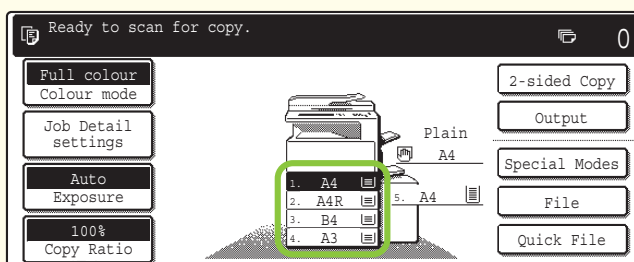 Ready to scan for copy.
0
Full colour
Colour mode
Job Detail
settings
Auto
Exposure
100%
Copy Ratio
Plain
A4
1. A4
2. A4R
3. B4
4. A3
5. A4
2-sided Copy
Output
Special Modes
File
Quick File